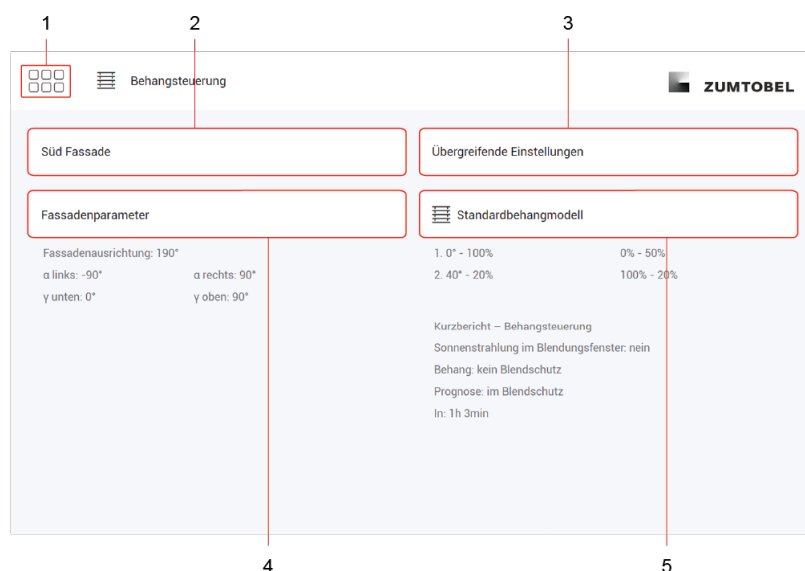 1 2 3
Behangsteuerung
ZUMTOBEL
Süd Fassade
Übergreifende Einstellungen
Fassadenparameter
Standardbehangmodell
Fassadenausrichtung: 190°
α links: -90° α rechts: 90°
γ unten: 0° γ oben: 90°
1. 0° - 100% 0% - 50%
2. 40° - 20% 100% - 20%
Kurzbericht – Behangsteuerung
Sonnenstrahlung im Blendungsfenster: nein
Behang: kein Blendschutz
Prognose: im Blendschutz
In: 1h 3min
4 5